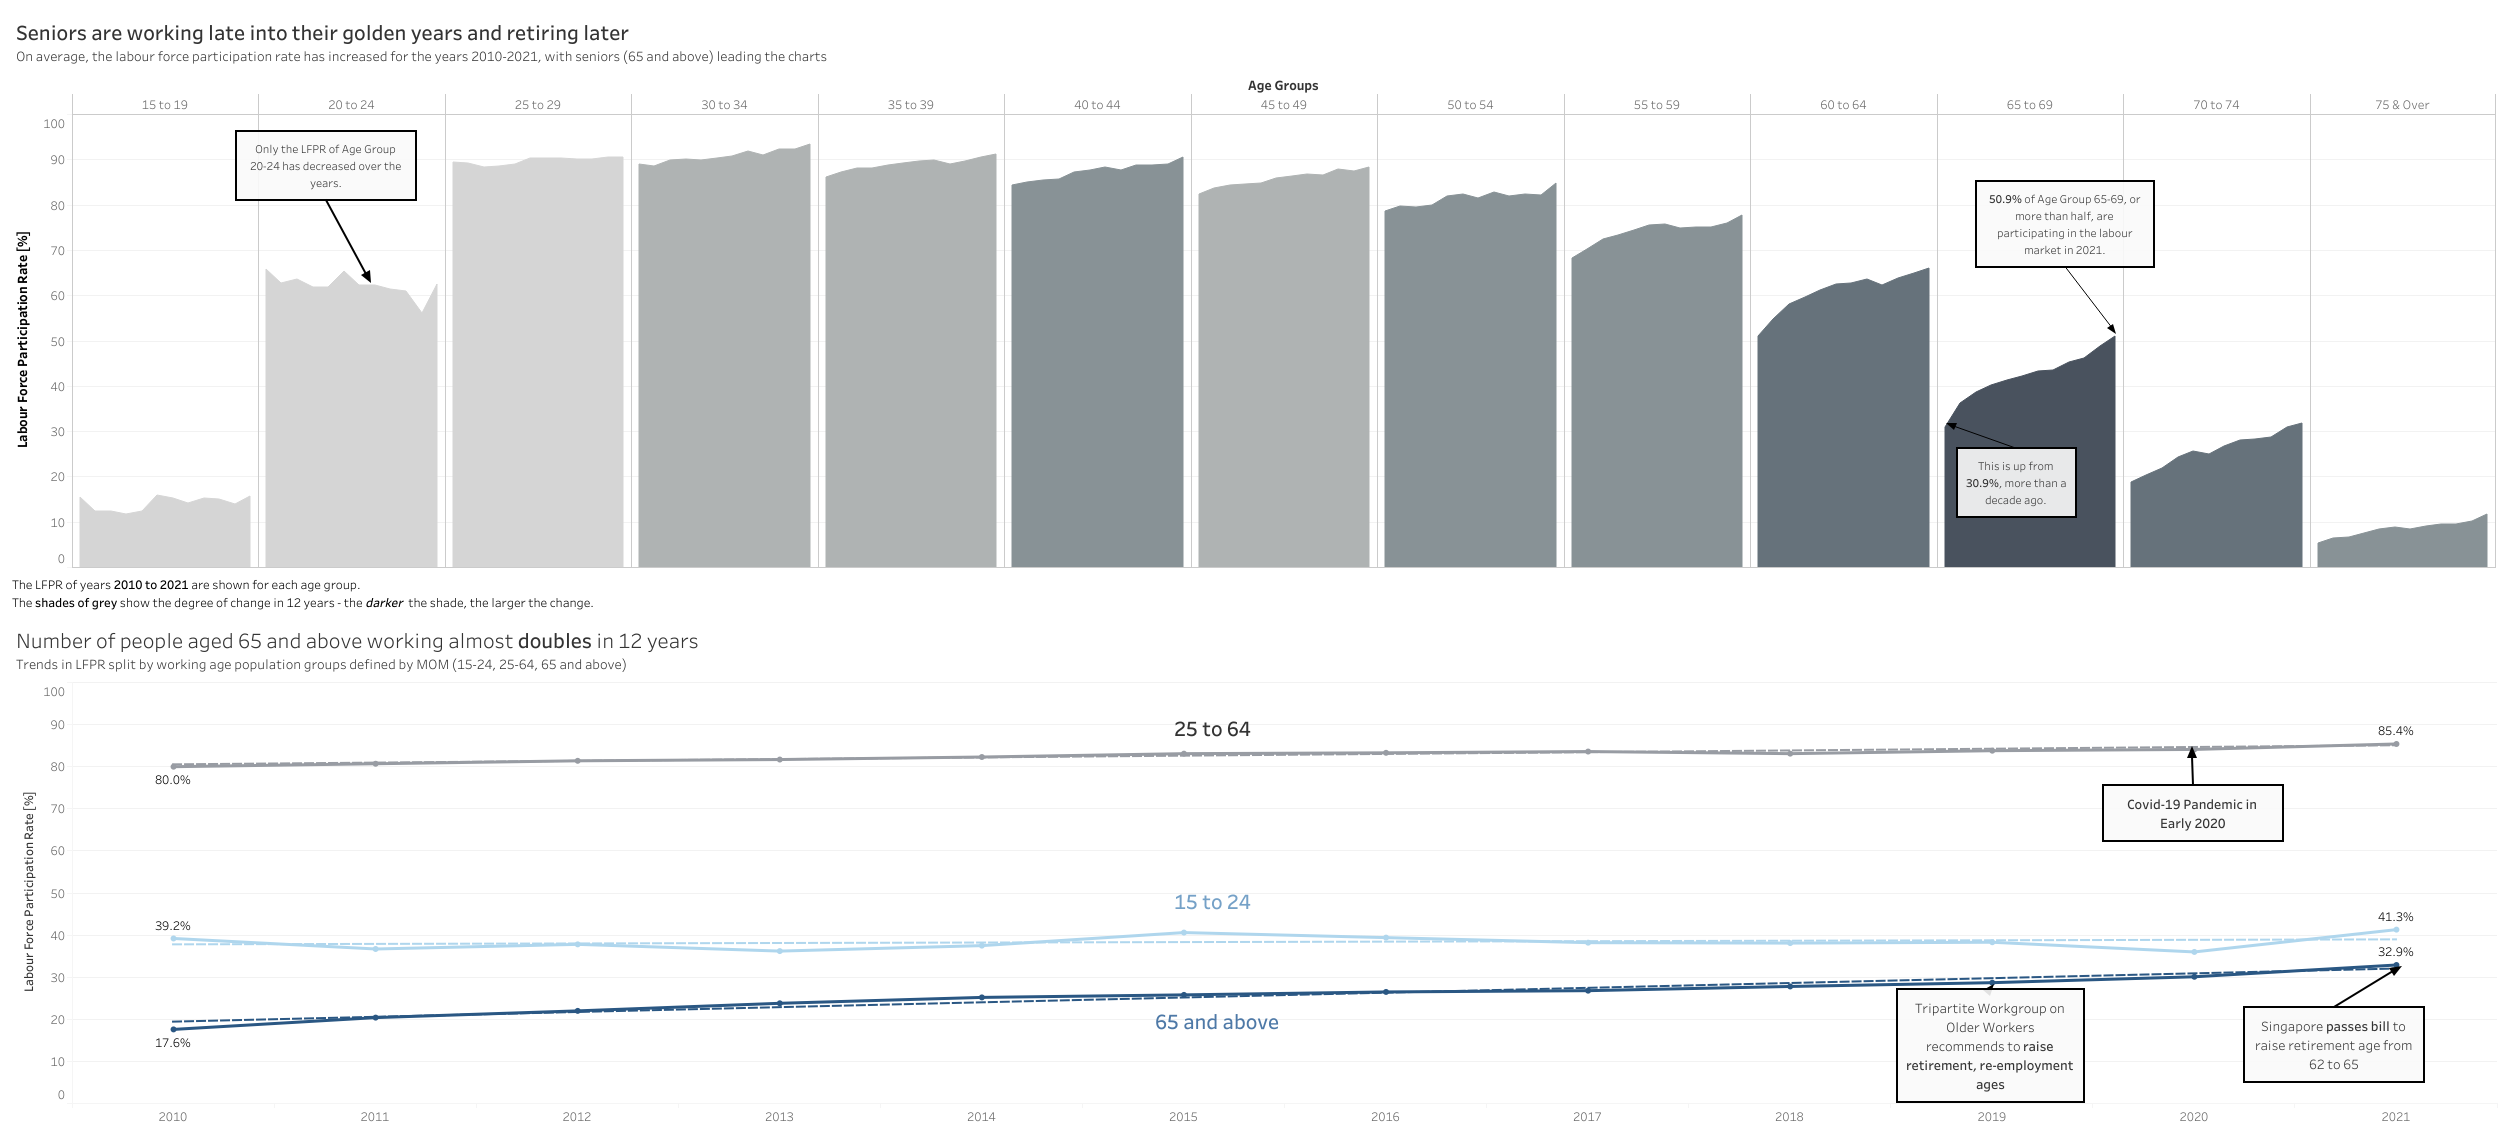 Seniors are working late into their golden years and retiring later
On average, the labour force participation rate has increased for the years 2010-2021, with seniors (65 and above) leading the charts
Age Groups
15 to 19
20 to 24
25 to 29
30 to 34
35 to 39
40 to 44
45 to 49
50 to 54
55 to 59
60 to 64
65 to 69
70 to 74
75 & Over
Labour Force Participation Rate [%]
100
90
80
70
60
50
40
30
20
10
0
Only the LFPR of Age Group
20-24 has decreased over the
years.
50.9% of Age Group 65-69, or
more than half, are
participating in the labour
market in 2021.
This is up from
30.9%, more than a
decade ago.
The LFPR of years 2010 to 2021 are shown for each age group.
The shades of grey show the degree of change in 12 years - the darker the shade, the larger the change.
Number of people aged 65 and above working almost doubles in 12 years
Trends in LFPR split by working age population groups defined by MOM (15-24, 25-64, 65 and above)
Labour Force Participation Rate [%]
100
90
80
70
60
50
40
30
20
10
0
25 to 64
80.0%
85.4%
Covid-19 Pandemic in
Early 2020
15 to 24
39.2%
41.3%
32.9%
65 and above
17.6%
Tripartite Workgroup on
Older Workers
recommends to raise
retirement, re-employment
ages
Singapore passes bill to
raise retirement age from
62 to 65
2010
2011
2012
2013
2014
2015
2016
2017
2018
2019
2020
2021